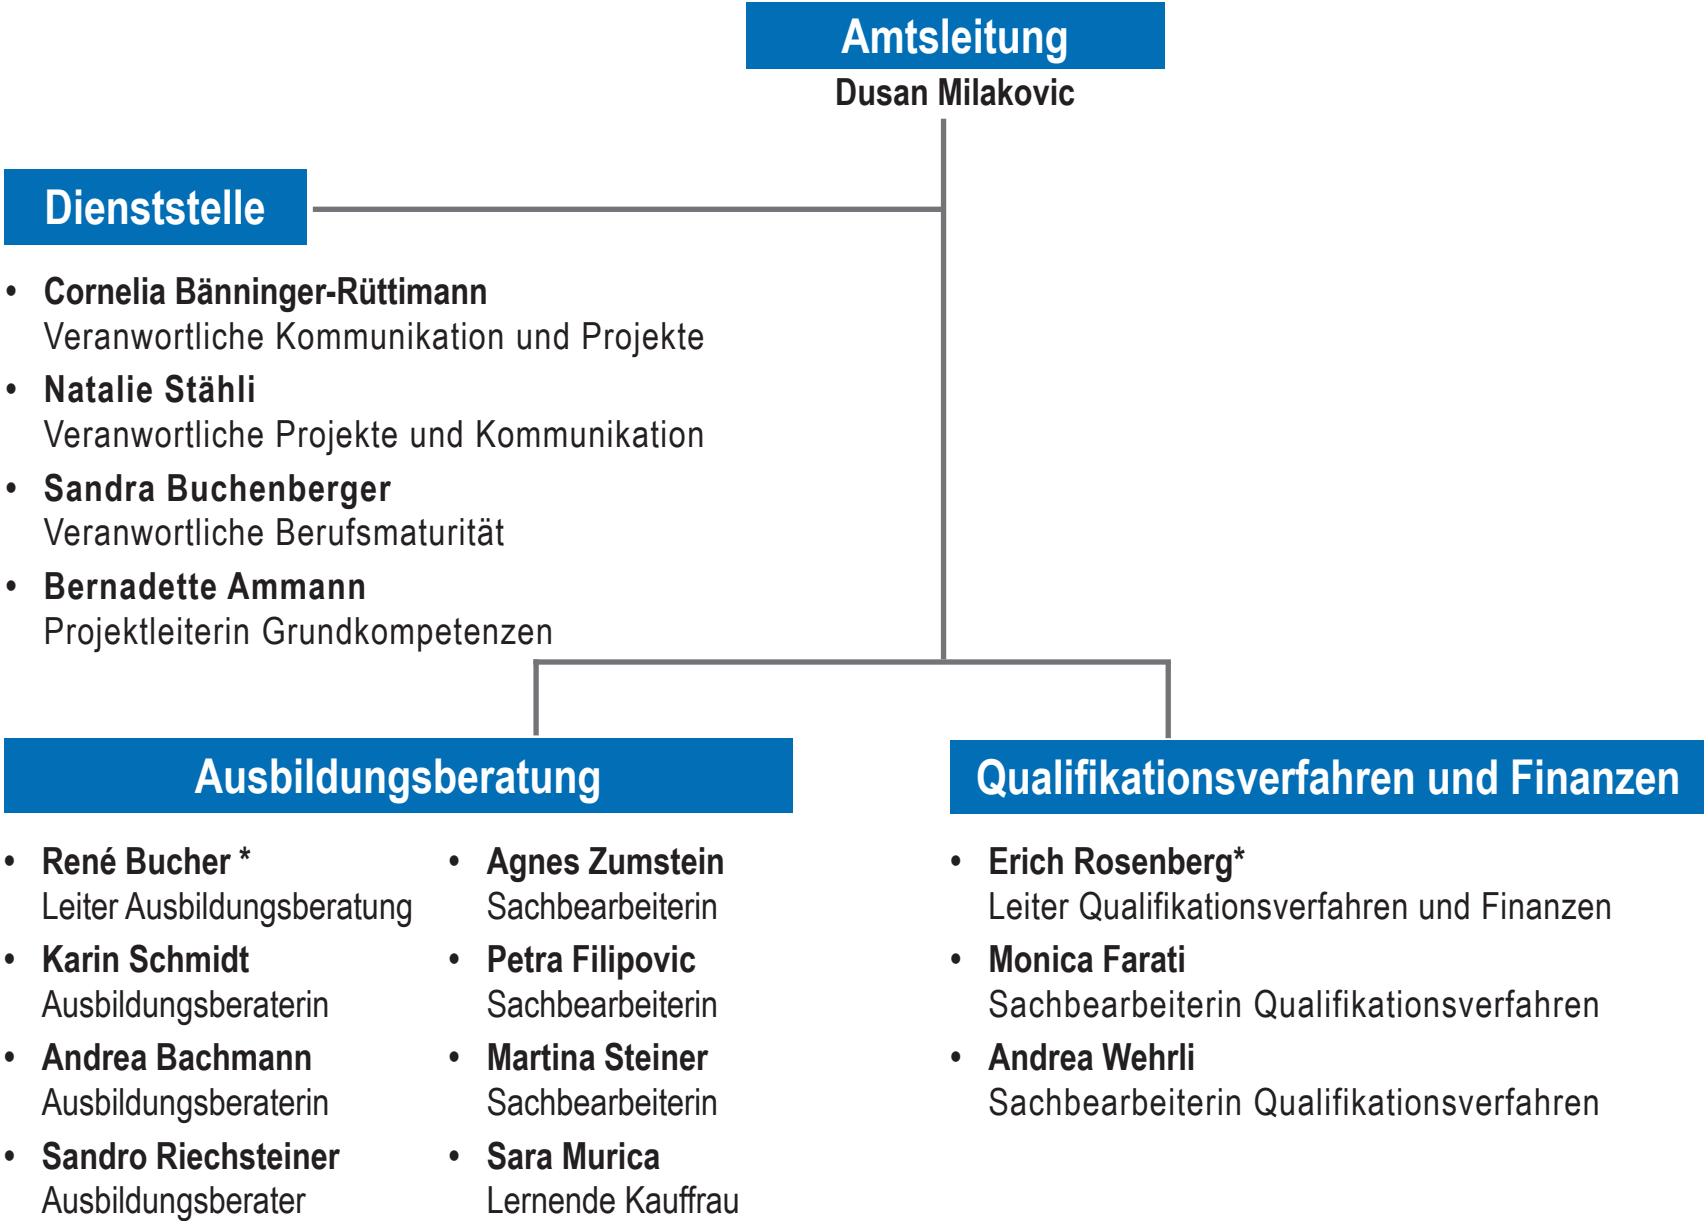 Amtsleitung
Dusan Milakovic
Dienststelle
• Cornelia Bänninger-Rüttimann
Veranwortliche Kommunikation und Projekte
• Natalie Stähli
Veranwortliche Projekte und Kommunikation
• Sandra Buchenberger
Veranwortliche Berufsmaturität
• Bernadette Ammann
Projektleiterin Grundkompetenzen
Ausbildungsberatung
• René Bucher *
Leiter Ausbildungsberatung
• Karin Schmidt
Ausbildungsberaterin
• Andrea Bachmann
Ausbildungsberaterin
• Sandro Riechsteiner
Ausbildungsberater
• Agnes Zumstein
Sachbearbeiterin
• Petra Filipovic
Sachbearbeiterin
• Martina Steiner
Sachbearbeiterin
• Sara Murica
Lernende Kauffrau
Qualifikationsverfahren und Finanzen
• Erich Rosenberg*
Leiter Qualifikationsverfahren und Finanzen
• Monica Farati
Sachbearbeiterin Qualifikationsverfahren
• Andrea Wehrli
Sachbearbeiterin Qualifikationsverfahren